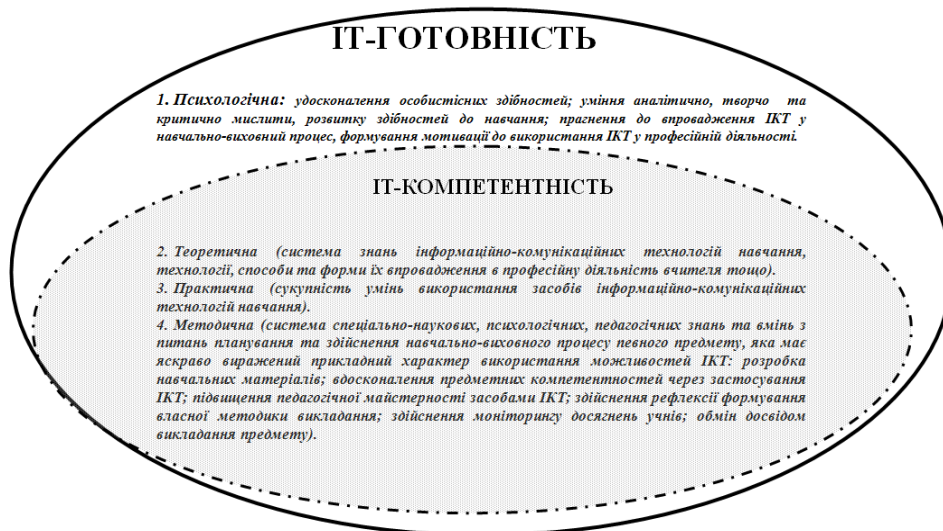 ІТ-ГОТОВНІСТЬ
1. Психологічна: удосконалення особистісних здібностей; уміння аналітично, творчо та
критично мислити, розвитку здібностей до навчання; прагнення до впровадження ІКТ у
навчально-виховний процес, формування мотивації до використання ІКТ у професійній діяльності.
ІТ-КОМПЕТЕНТНІСТЬ
2. Теоретична (система знань інформаційно-комунікаційних технологій навчання,
технології, способи та форми їх впровадження в професійну діяльність вчителя тощо).
3. Практична (сукупність умінь використання засобів інформаційно-комунікаційних
технологій навчання).
4. Методична (система спеціально-наукових, психологічних, педагогічних знань та вмінь з
питань планування та здійснення навчально-виховного процесу певного предмету, яка має
яскраво виражений прикладний характер використання можливостей ІКТ: розробка
навчальних матеріалів; вдосконалення предметних компетентностей через застосування
ІКТ; підвищення педагогічної майстерності засобами ІКТ; здійснення рефлексії формування
власної методики викладання; здійснення моніторингу досягнень учнів; обмін досвідом
викладання предмету).